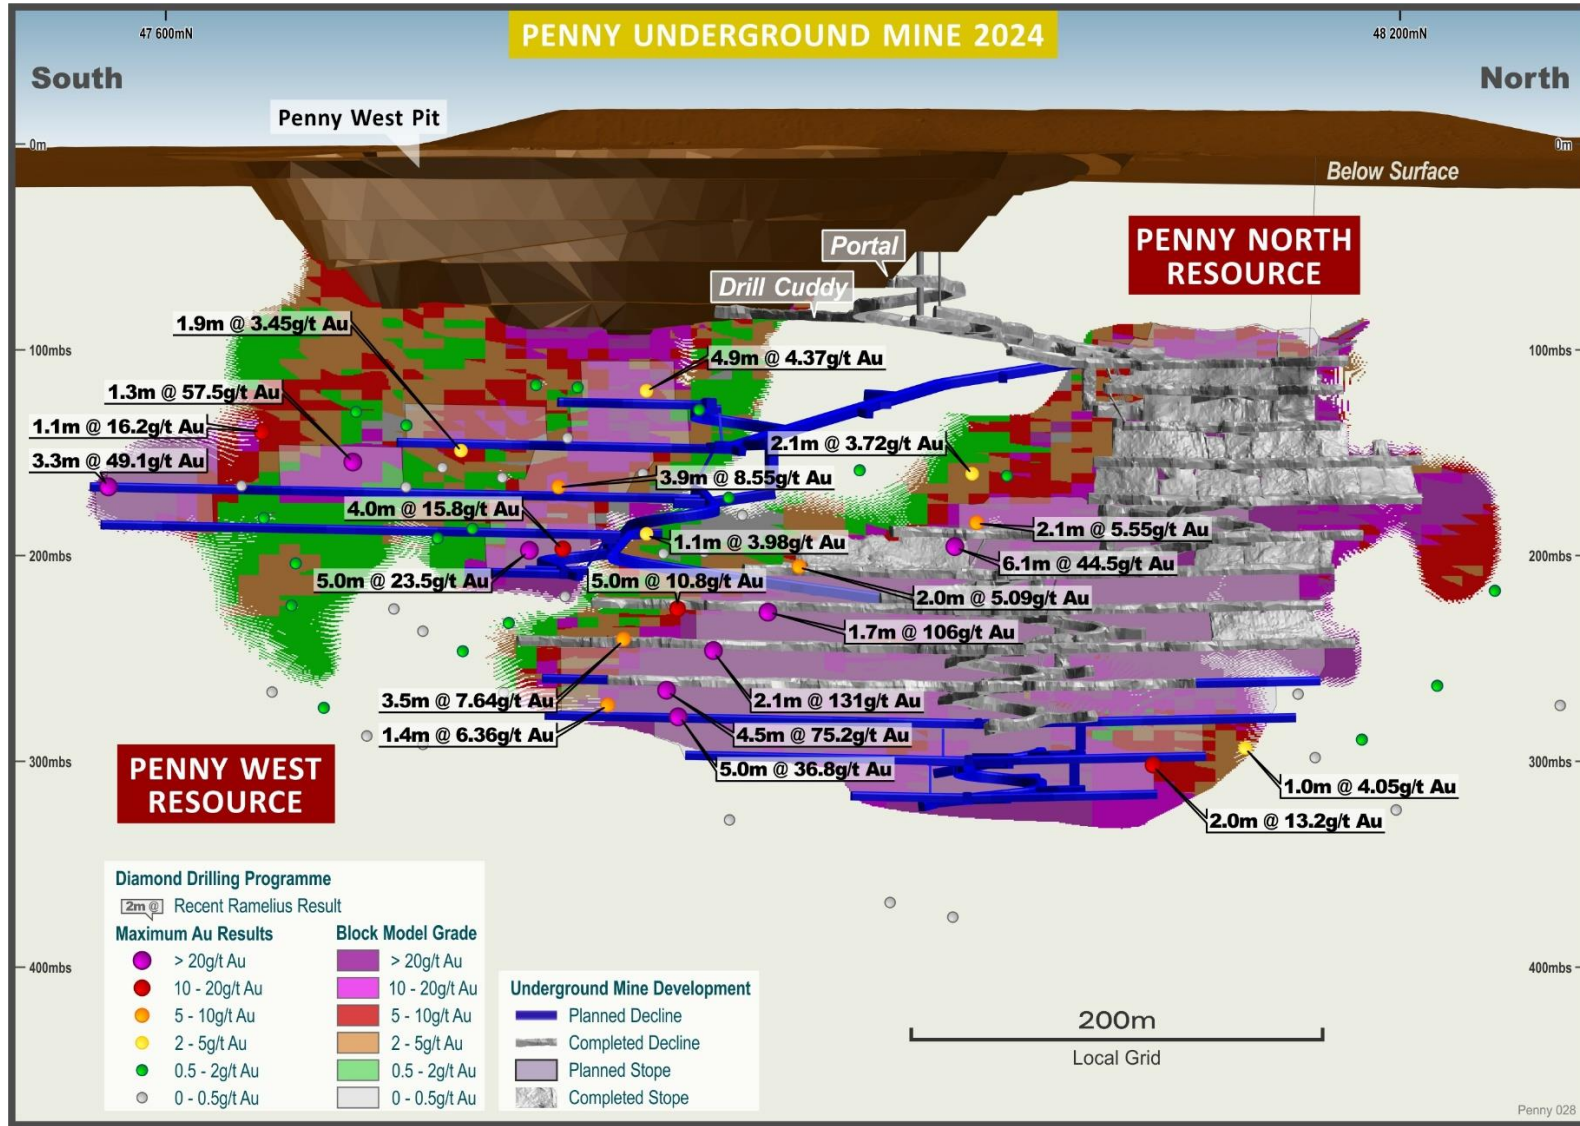 47 600mN
PENNY UNDERGROUND MINE 2024
48 200mN
South
North
Penny West Pit
0m
0m
Below Surface
Portal
PENNY NORTH
RESOURCE
Drill Cuddy
1.9m @ 3.45g/t Au
100mbs
100mbs
4.9m @ 4.37g/t Au
1.3m @ 57.5g/t Au
1.1m @ 16.2g/t Au
2.1m @ 3.72g/t Au
3.3m @ 49.1g/t Au
3.9m @ 8.55g/t Au
4.0m @ 15.8g/t Au
2.1m @ 5.55g/t Au
1.1m @ 3.98g/t Au
200mbs
200mbs
6.1m @ 44.5g/t Au
5.0m @ 23.5g/t Au
5.0m @ 10.8g/t Au
2.0m @ 5.09g/t Au
1.7m @ 106g/t Au
3.5m @ 7.64g/t Au
2.1m @ 131g/t Au
1.4m @ 6.36g/t Au
4.5m @ 75.2g/t Au
300mbs
300mbs
PENNY WEST
RESOURCE
5.0m @ 36.8g/t Au
1.0m @ 4.05g/t Au
2.0m @ 13.2g/t Au
Diamond Drilling Programme
2m @ Recent Ramelius Result
Maximum Au Results
> 20g/t Au
10 - 20g/t Au
5 - 10g/t Au
2 - 5g/t Au
0.5 - 2g/t Au
0 - 0.5g/t Au
Block Model Grade
> 20g/t Au
10 - 20g/t Au
5 - 10g/t Au
2 - 5g/t Au
0.5 - 2g/t Au
0 - 0.5g/t Au
400mbs
400mbs
Underground Mine Development
Planned Decline
Completed Decline
Planned Stope
Completed Stope
200m
Local Grid
Penny 028